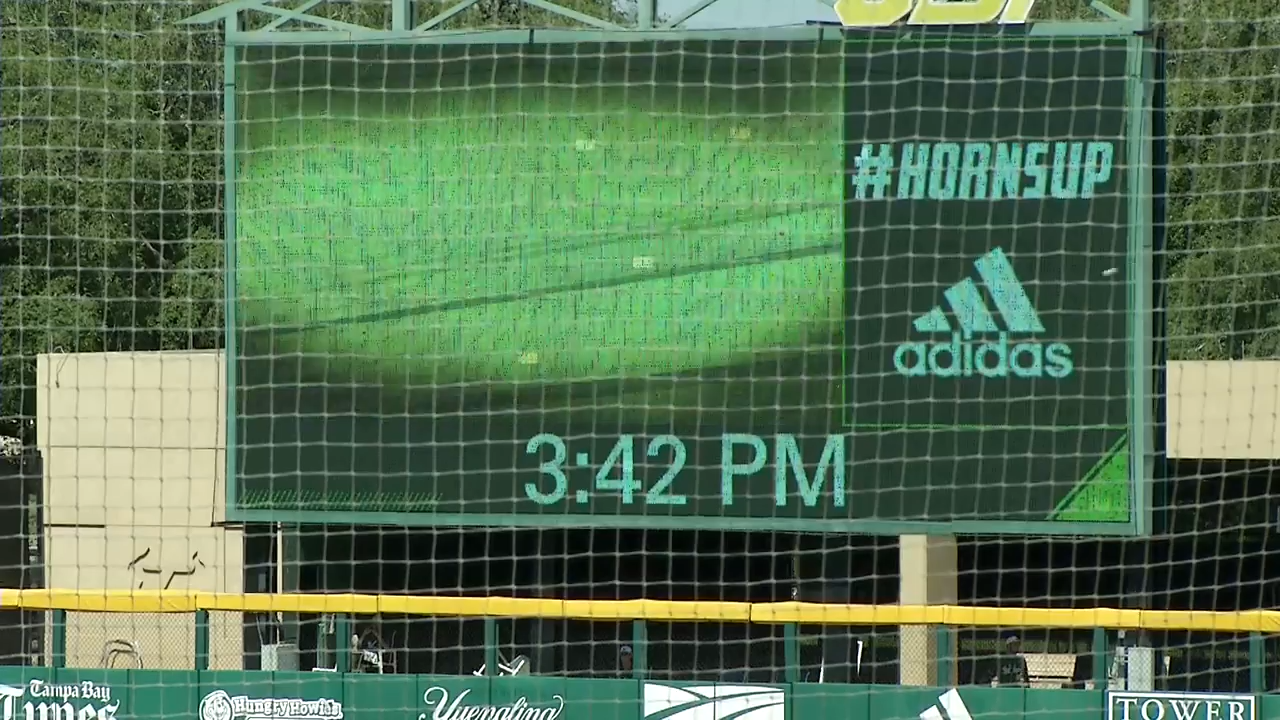 #HORNSUP
adidas
3:42 PM
Tampa Bay
Times
Hungry Howie's
Yuengling
TOWER